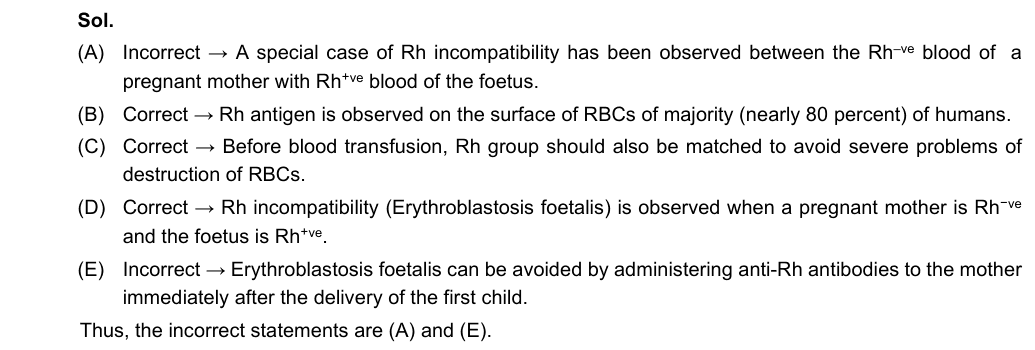 Sol.
(A) Incorrect → A special case of Rh incompatibility has been observed between the Rh⁻ᵛᵉ blood of a
pregnant mother with Rh⁺ᵛᵉ blood of the foetus.
(B) Correct → Rh antigen is observed on the surface of RBCs of majority (nearly 80 percent) of humans.
(C) Correct → Before blood transfusion, Rh group should also be matched to avoid severe problems of
destruction of RBCs.
(D) Correct → Rh incompatibility (Erythroblastosis foetalis) is observed when a pregnant mother is Rh⁻ᵛᵉ
and the foetus is Rh⁺ᵛᵉ.
(E) Incorrect → Erythroblastosis foetalis can be avoided by administering anti-Rh antibodies to the mother
immediately after the delivery of the first child.
Thus, the incorrect statements are (A) and (E).